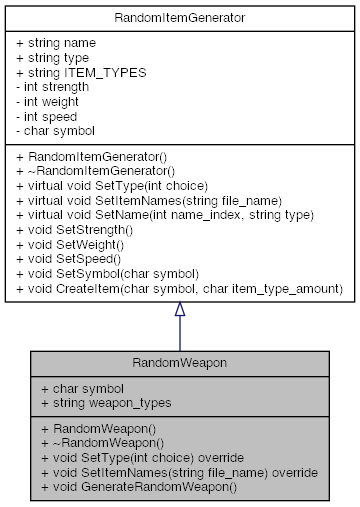 RandomItemGenerator
+ string name
+ string type
+ string ITEM_TYPES
- int strength
- int weight
- int speed
- char symbol
+ RandomItemGenerator()
+ ~RandomItemGenerator()
+ virtual void SetType(int choice)
+ virtual void SetItemNames(string file_name)
+ virtual void SetName(int name_index, string type)
+ void SetStrength()
+ void SetWeight()
+ void SetSpeed()
+ void SetSymbol(char symbol)
+ void CreateItem(char symbol, char item_type_amount)
RandomWeapon
+ char symbol
+ string weapon_types
+ RandomWeapon()
+ ~RandomWeapon()
+ void SetType(int choice) override
+ void SetItemNames(string file_name) override
+ void GenerateRandomWeapon()